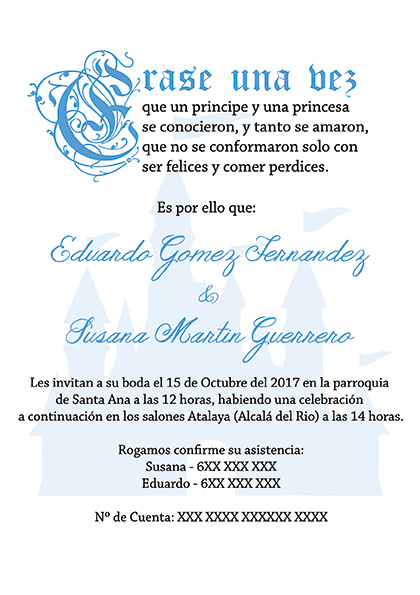 Erase una vez
que un principe y una princesa
se conocieron, y tanto se amaron,
que no se conformaron solo con
ser felices y comer perdices.
Es por ello que:
Eduardo Gomez Fernandez
&
Susana Martin Guerrero
Les invitan a su boda el 15 de Octubre del 2017 en la parroquia
de Santa Ana a las 12 horas, habiendo una celebración
a continuación en los salones Atalaya (Alcalá del Rio) a las 14 horas.
Rogamos confirme su asistencia:
Susana - 6XX XXX XXX
Eduardo - 6XX XXX XXX
Nº de Cuenta: XXX XXXX XXXXXX XXXX